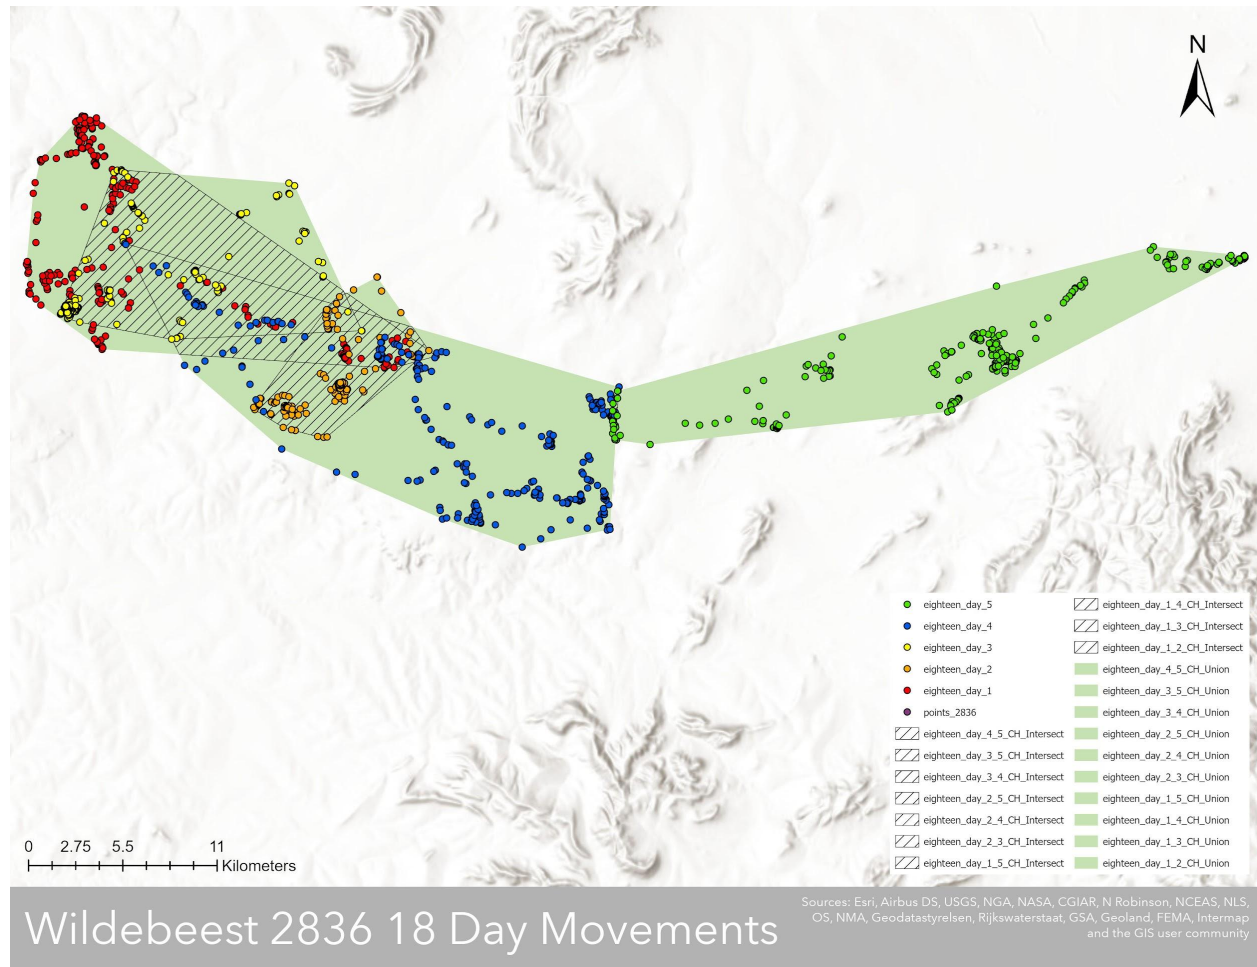 N
eighteen_day_5
eighteen_day_4
eighteen_day_3
eighteen_day_2
eighteen_day_1
points_2836
eighteen_day_4_5_CH_Intersect
eighteen_day_3_5_CH_Intersect
eighteen_day_3_4_CH_Intersect
eighteen_day_2_5_CH_Intersect
eighteen_day_2_4_CH_Intersect
eighteen_day_2_3_CH_Intersect
eighteen_day_1_5_CH_Intersect
eighteen_day_1_4_CH_Intersect
eighteen_day_1_3_CH_Intersect
eighteen_day_1_2_CH_Intersect
eighteen_day_4_5_CH_Union
eighteen_day_3_5_CH_Union
eighteen_day_3_4_CH_Union
eighteen_day_2_5_CH_Union
eighteen_day_2_4_CH_Union
eighteen_day_2_3_CH_Union
eighteen_day_1_5_CH_Union
eighteen_day_1_4_CH_Union
eighteen_day_1_3_CH_Union
eighteen_day_1_2_CH_Union
0 2.75 5.5 11
Kilometers
Wildebeest 2836 18 Day Movements
Sources: Esri, Airbus DS, USGS, NGA, NASA, CGIAR, N Robinson, NCEAS, NLS,
OS, NMA, Geodatastyrelsen, Rijkswaterstaat, GSA, Geoland, FEMA, Intermap
and the GIS user community